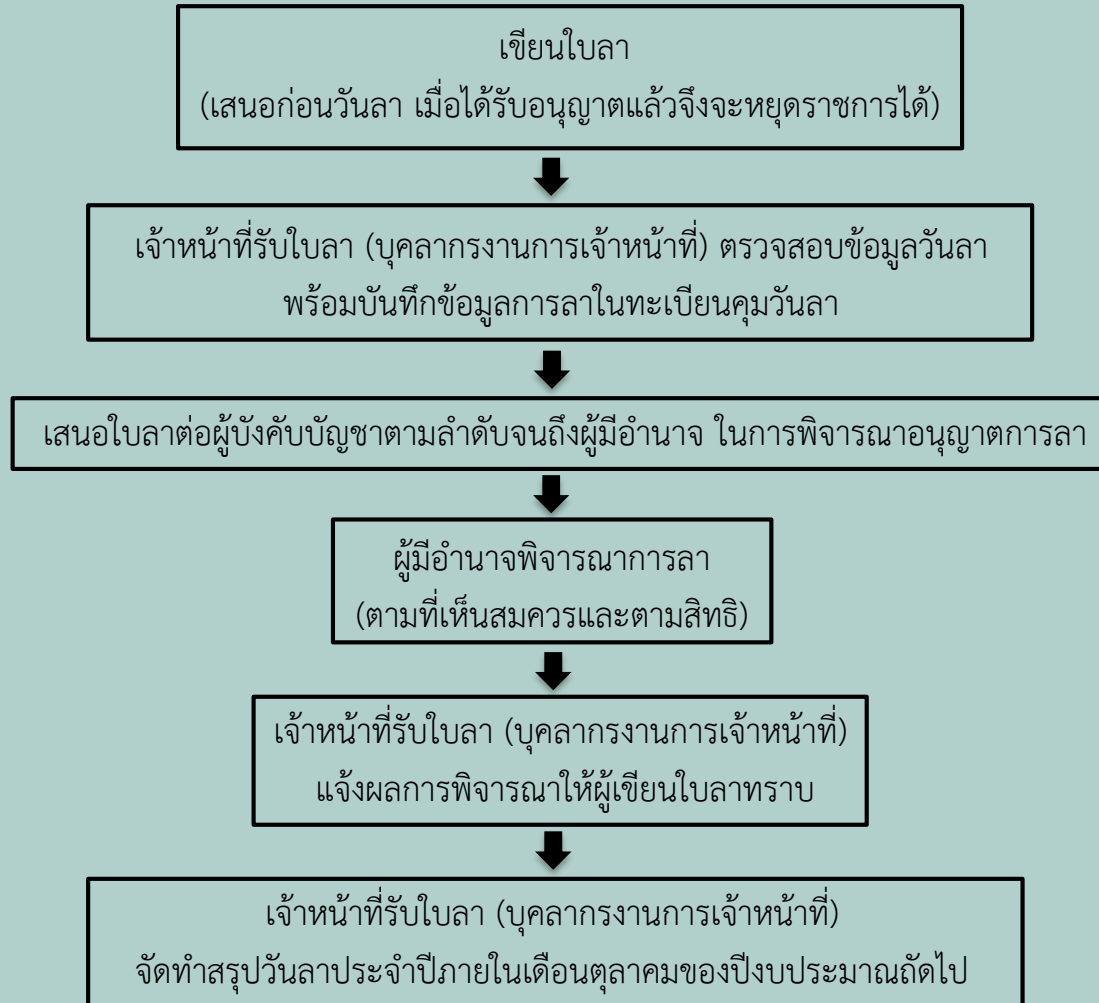 เขียนใบลา
(เสนอก่อนวันลา เมื่อได้รับอนุญาตแล้วจึงจะหยุดราชการได้)
เจ้าหน้าที่รับใบลา (บุคลากรงานการเจ้าหน้าที่) ตรวจสอบข้อมูลวันลา
พร้อมบันทึกข้อมูลการลาในทะเบียนคุมวันลา
เสนอใบลาต่อผู้บังคับบัญชาตามลำดับจนถึงผู้มีอำนาจ ในการพิจารณาอนุญาตการลา
ผู้มีอำนาจพิจารณาการลา
(ตามที่เห็นสมควรและตามสิทธิ)
เจ้าหน้าที่รับใบลา (บุคลากรงานการเจ้าหน้าที่)
แจ้งผลการพิจารณาให้ผู้เขียนใบลาทราบ
เจ้าหน้าที่รับใบลา (บุคลากรงานการเจ้าหน้าที่)
จัดทำสรุปวันลาประจำปีภายในเดือนตุลาคมของปีงบประมาณถัดไป